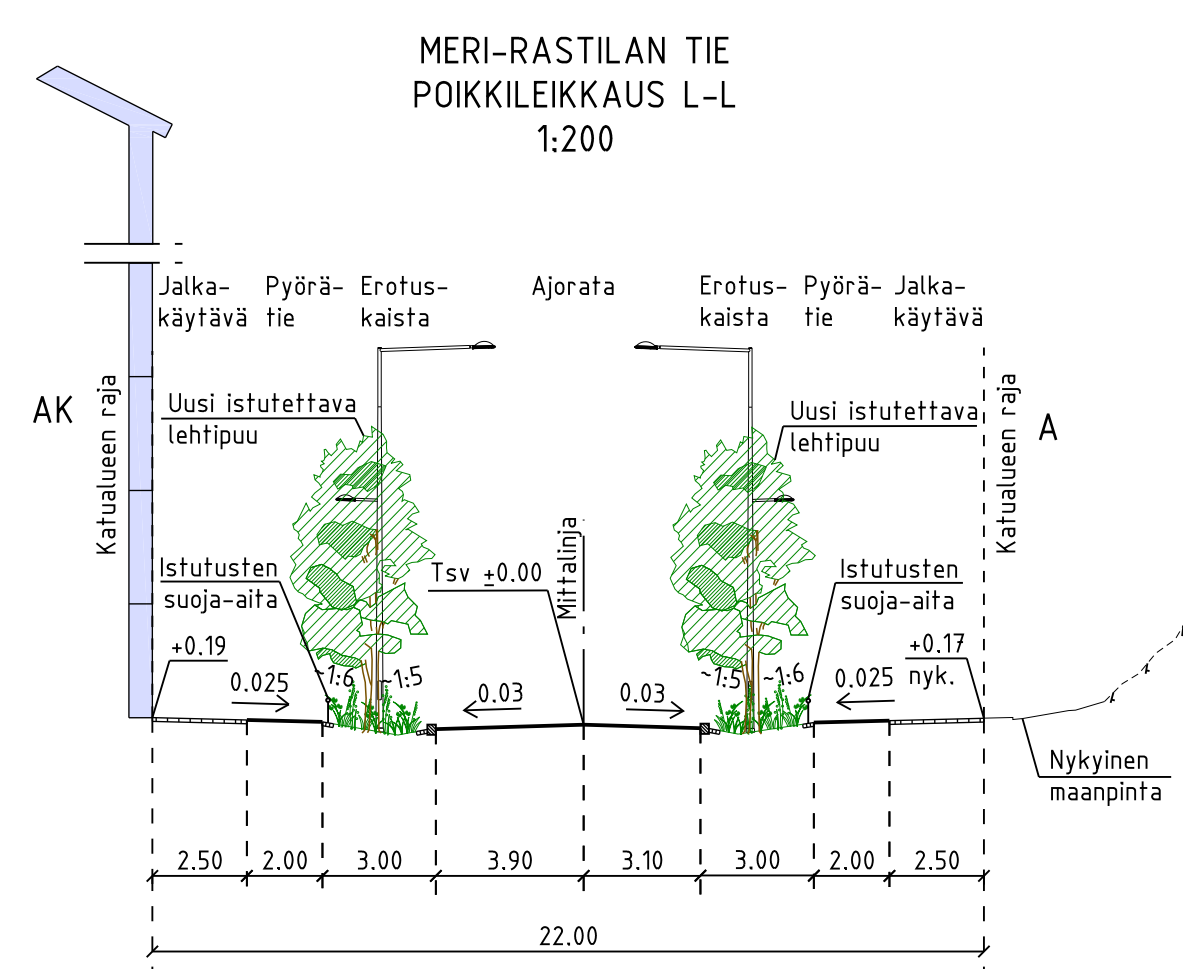 MERI-RASTILAN TIE
POIKKILEIKKAUS L-L
1:200
Jalka-
käytävä
Pyörä-
tie
Erotus-
kaista
Ajorata
Erotus-
kaista
Pyörä-
tie
Jalka-
käytävä
AK
Katualueen raja
Uusi istutettava
lehtipuu
Uusi istutettava
lehtipuu
Katualueen raja
A
Istutusten
suoja-aita
Tsv ±0.00
Mittalinja
Istutusten
suoja-aita
+0.19
0.025
~1:6
~1:5
0.03
0.03
~1:5
~1:6
0.025
+0.17
nyk.
Nykyinen
maanpinta
2.50
2.00
3.00
3.90
3.10
3.00
2.00
2.50
22.00